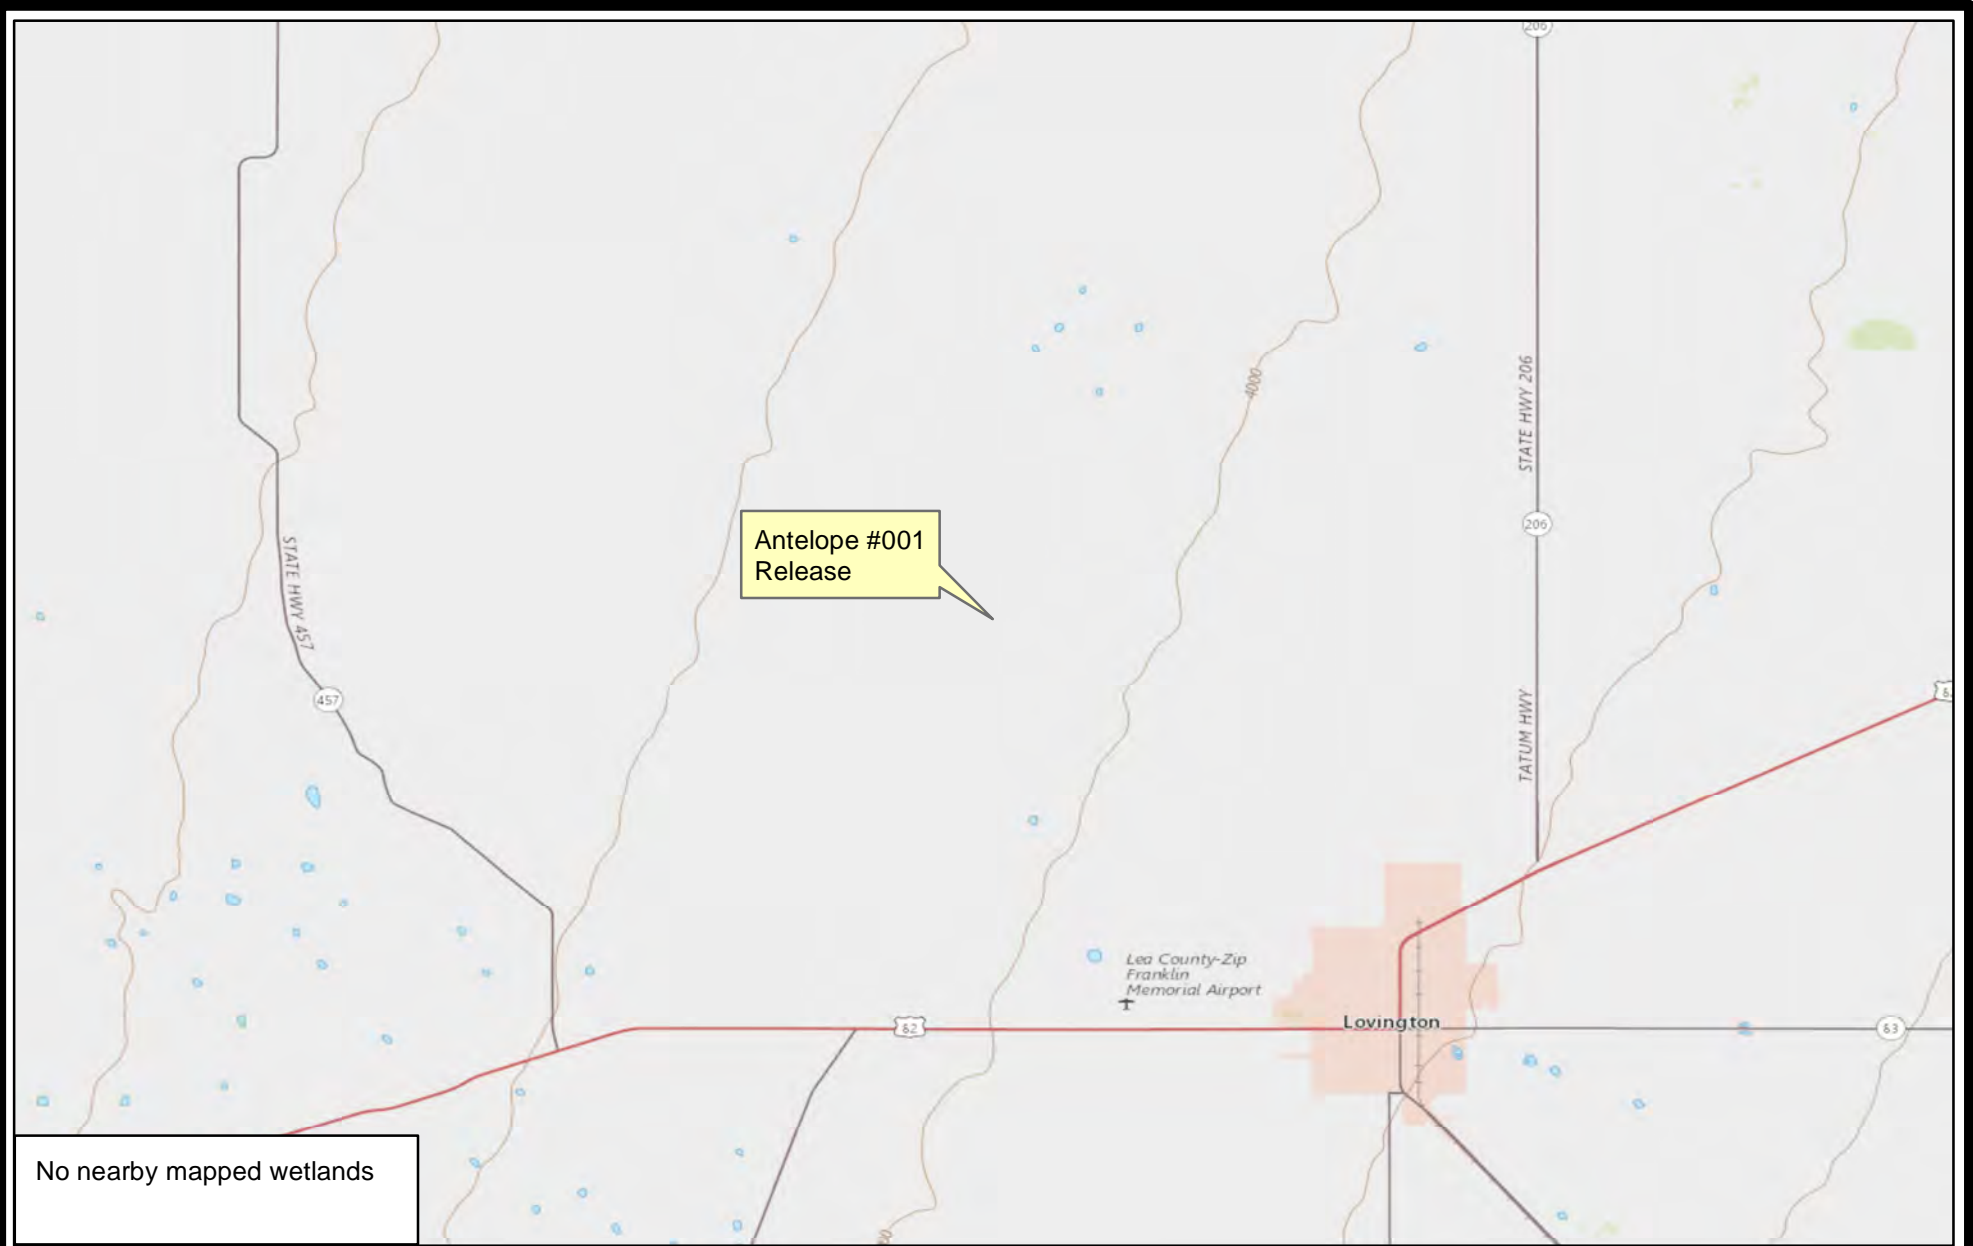 206
4000
STATE HWY 206
Antelope #001
Release
206
STATE HWY 457
457
TATUM HWY
Lea County-Zip
Franklin
Memorial Airport
82
Lovington
83
No nearby mapped wetlands